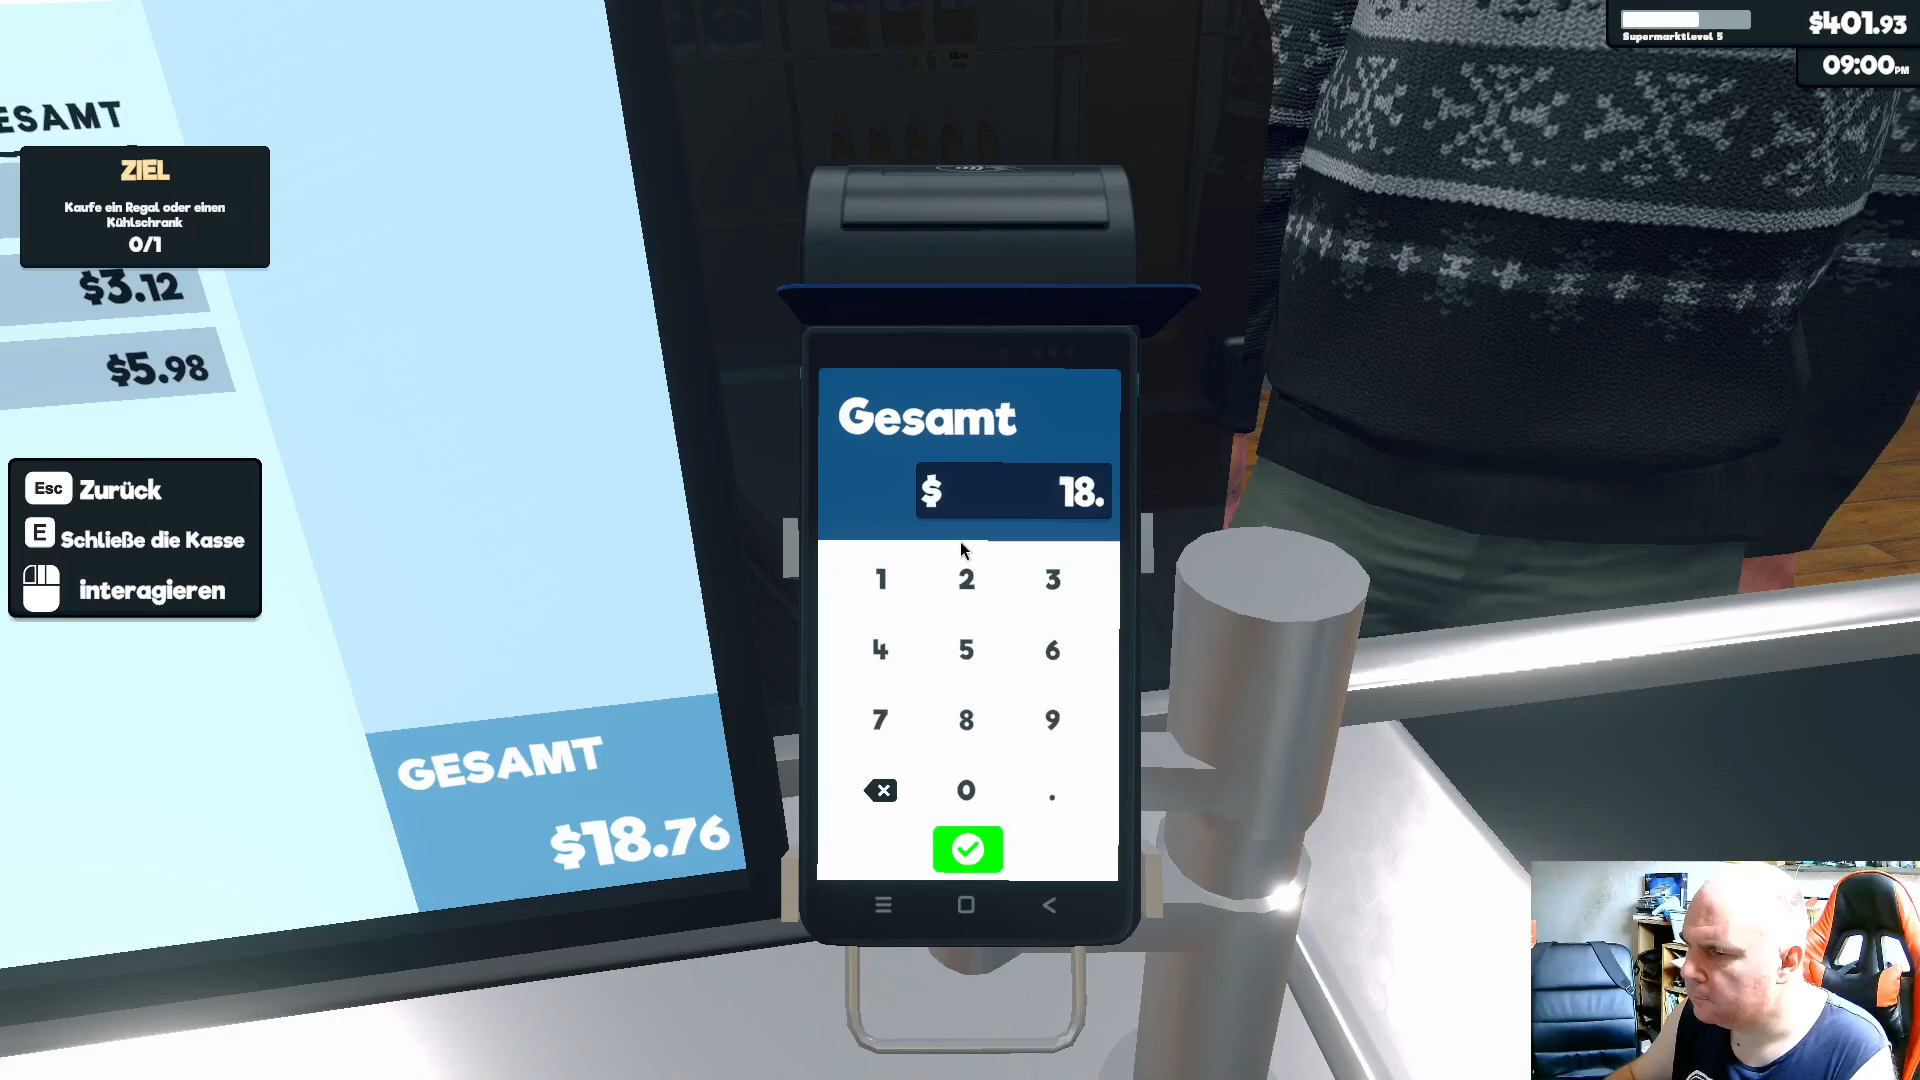 ESAMT
ZIEL
Kaufe ein Regal oder einen
Kühlschrank
0/1
$3.12
$5.98
Esc Zurück
E Schließe die Kasse
interagieren
GESAMT
$18.76
Gesamt
$ 18.
1 2 3
4 5 6
7 8 9
0 .
Supermarktlevel 5
$401.93
09:00PM